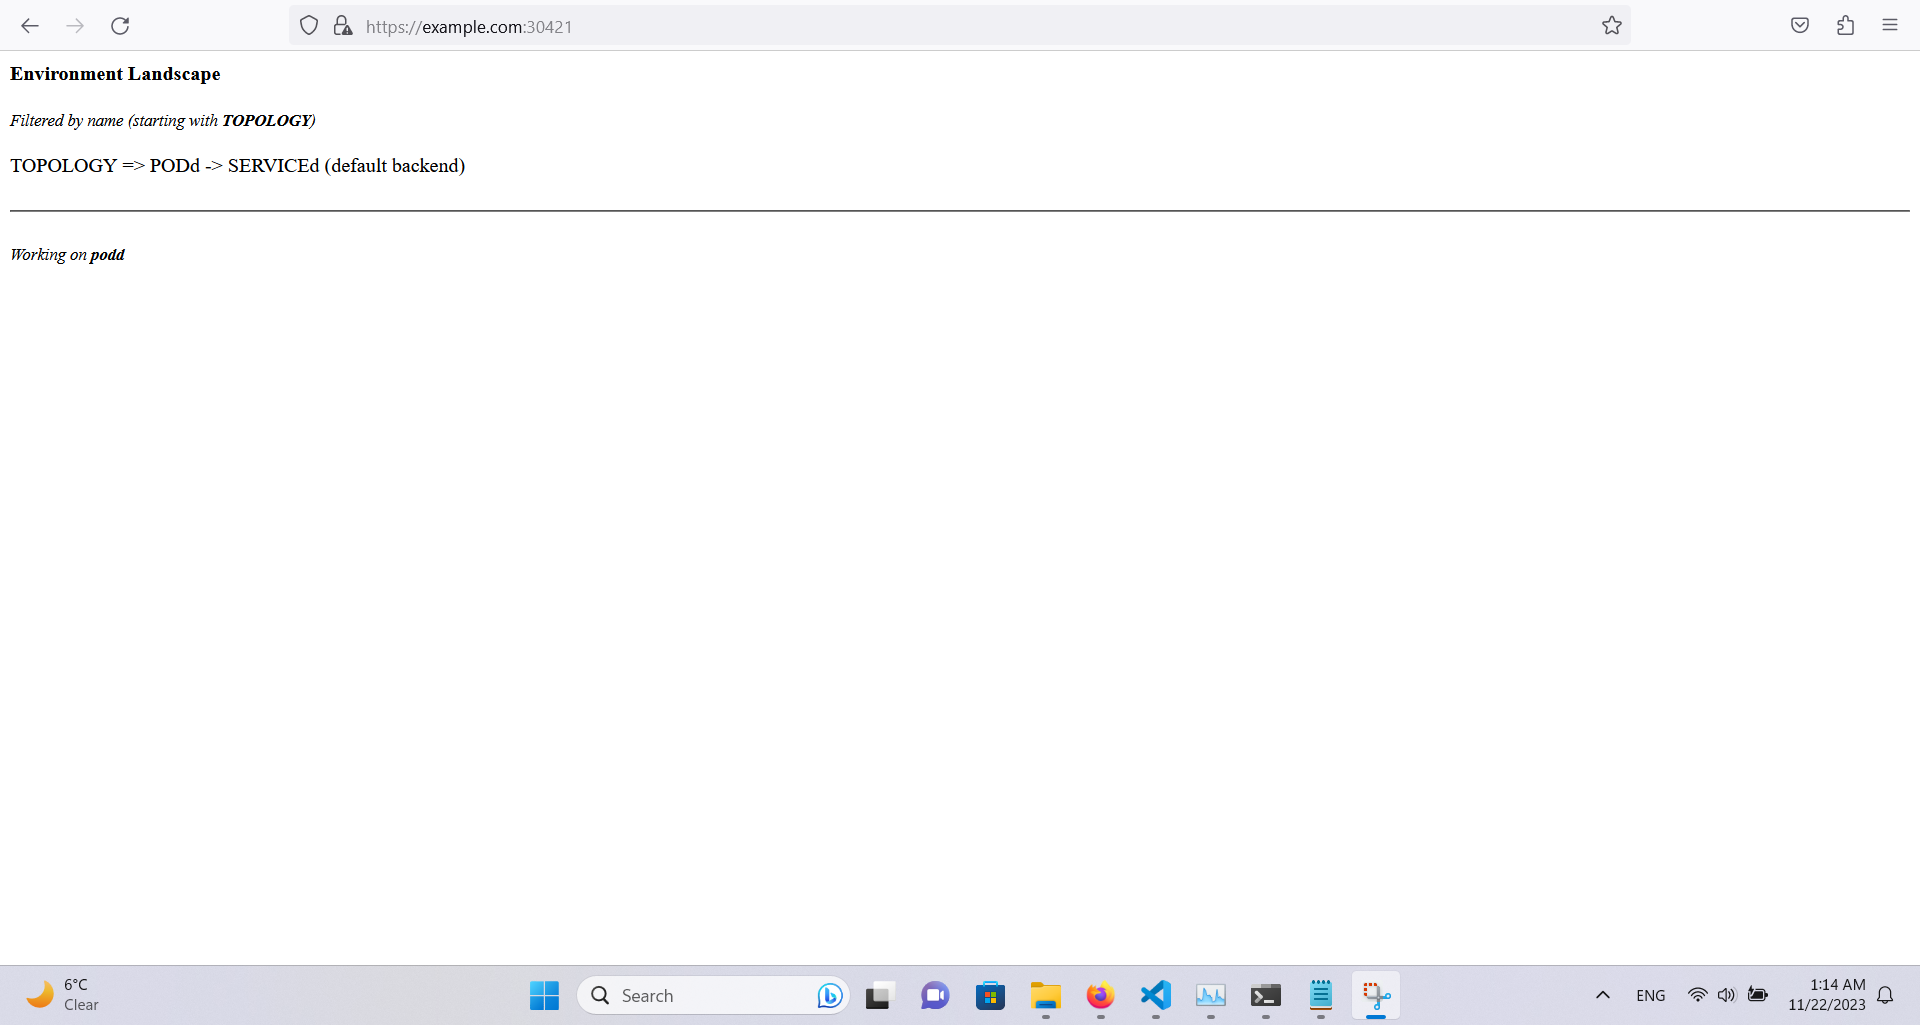 https://example.com:30421
Environment Landscape
Filtered by name (starting with TOPOLOGY)
TOPOLOGY => PODd -> SERVICEd (default backend)
Working on podd
6°C
Clear
Search
ENG
1:14 AM
11/22/2023